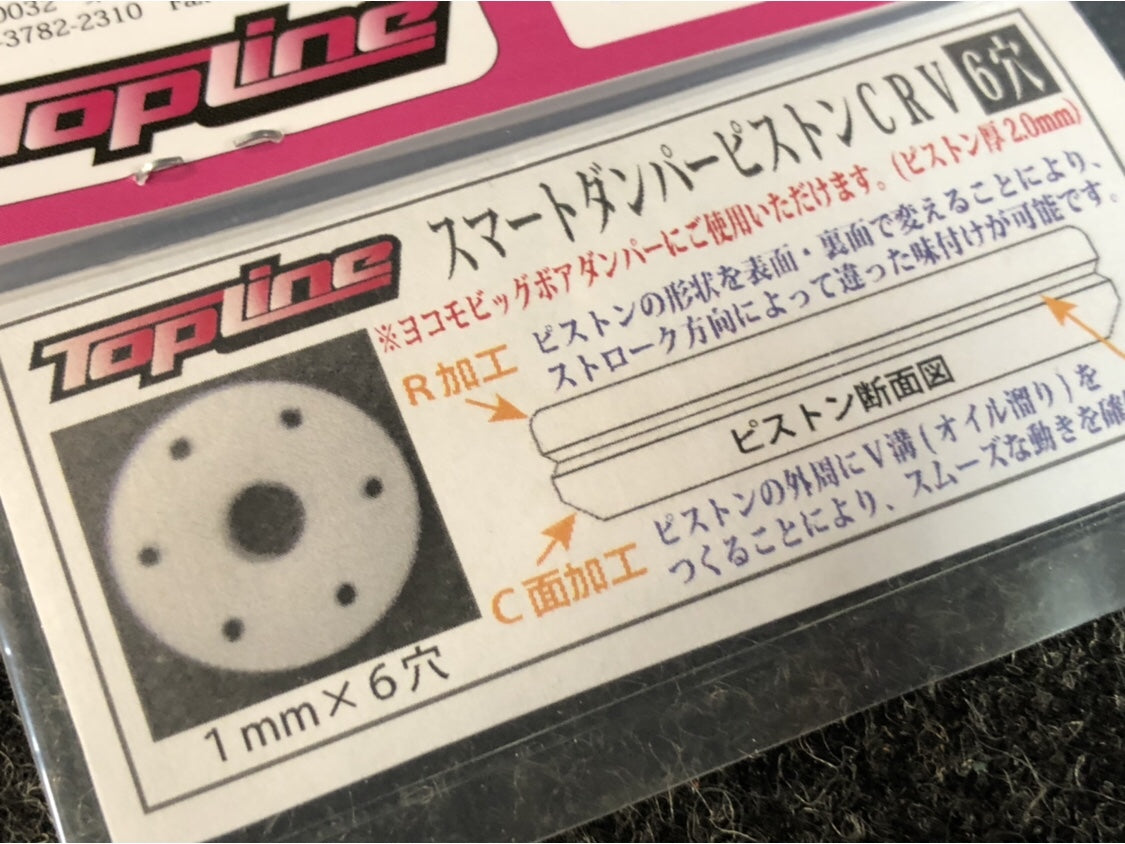 0032
-3782-2310 Fax
TopLine
スマートダンパーピストンCRV 6穴
※ヨコモビッグボアダンパーにご使用いただけます。(ピストン厚2.0mm)
TopLine
ピストンの形状を表面・裏面で変えることにより、
ストローク方向によって違った味付けが可能です。
R加工
ピストン断面図
C面加工
ピストンの外周にV溝(オイル溜り)を
つくることにより、スムーズな動きを確
1mm×6穴